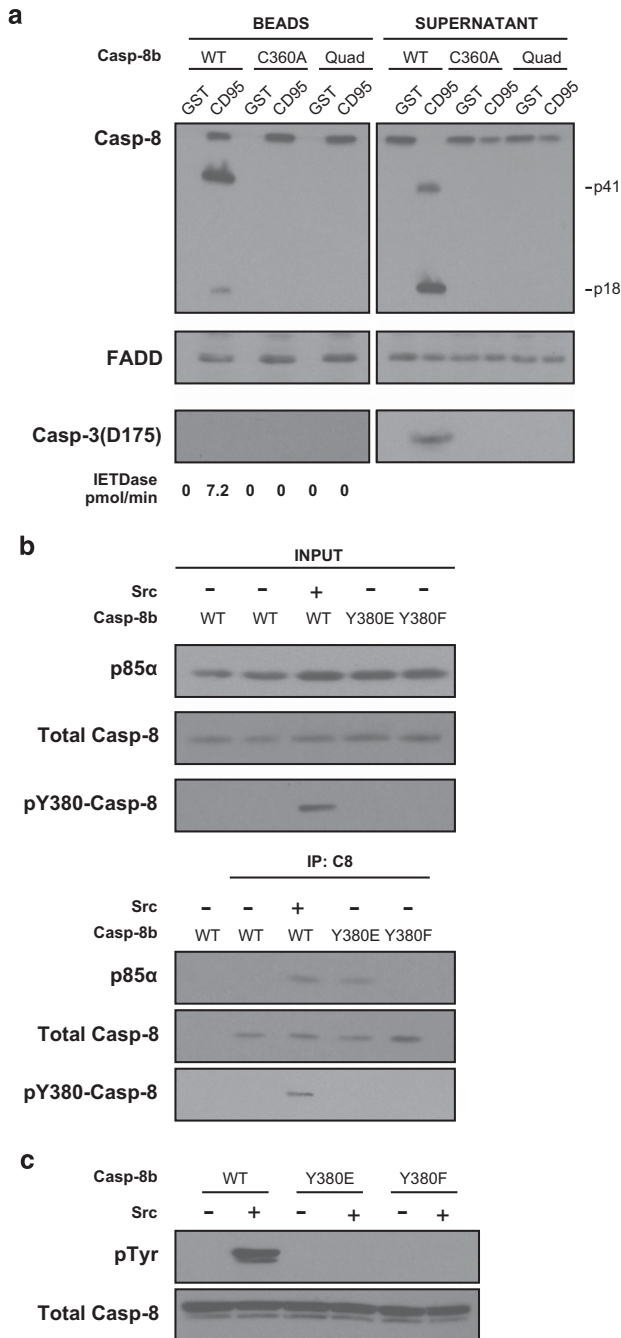 a
BEADS SUPERNATANT
Casp-8b WT C360A Quad WT C360A Quad
GST CD95 GST CD95 GST CD95 GST CD95 GST CD95 GST CD95
Casp-8
-p41
-p18
FADD
Casp-3(D175)
IETDase
pmol/min 0 7.2 0 0 0 0
b
INPUT
Src - - + - -
Casp-8b WT WT WT Y380E Y380F
p85α
Total Casp-8
pY380-Casp-8
IP: C8
Src - - + - -
Casp-8b WT WT WT Y380E Y380F
p85α
Total Casp-8
pY380-Casp-8
c
Casp-8b WT Y380E Y380F
Src - + - + - +
pTyr
Total Casp-8